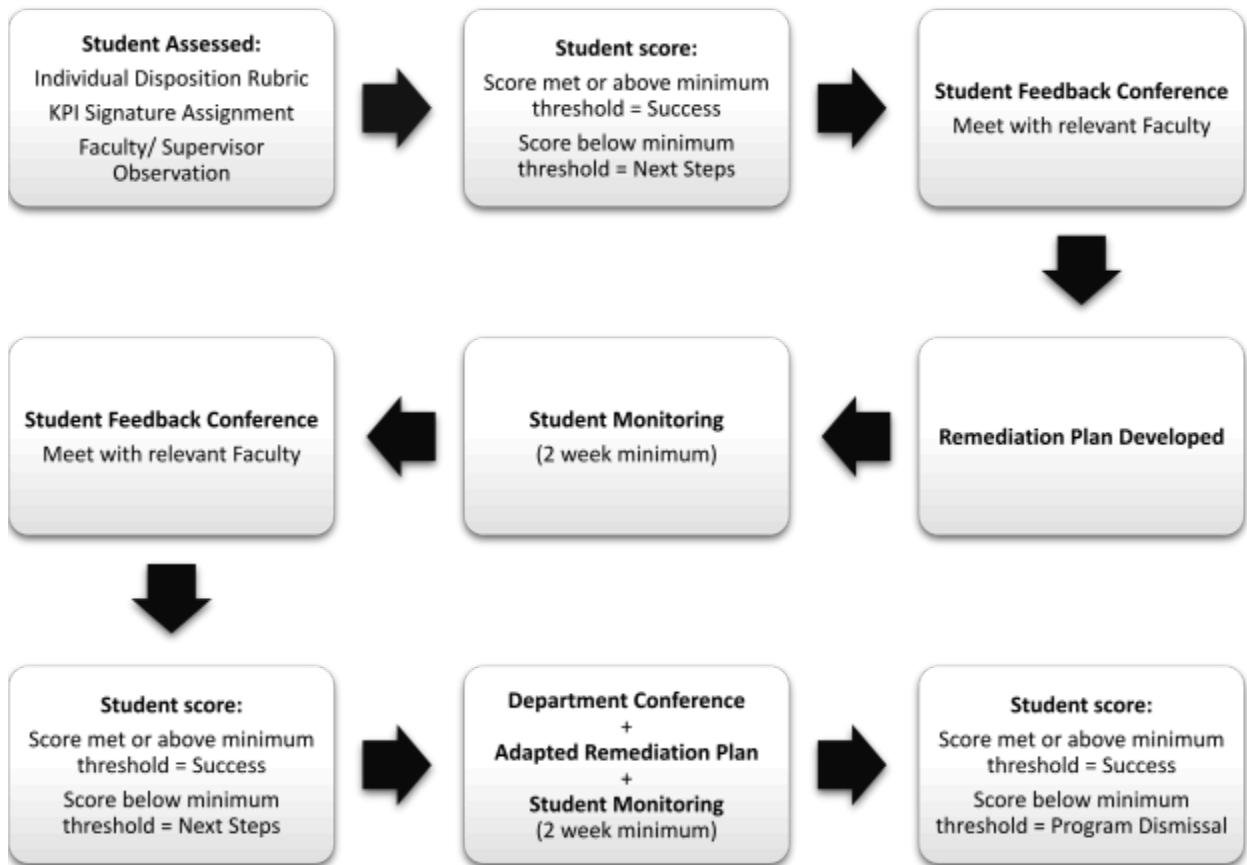 Student Assessed:
Individual Disposition Rubric
KPI Signature Assignment
Faculty/ Supervisor
Observation
Student score:
Score met or above minimum
threshold = Success
Score below minimum
threshold = Next Steps
Student Feedback Conference
Meet with relevant Faculty
Remediation Plan Developed
Student Monitoring
(2 week minimum)
Student Feedback Conference
Meet with relevant Faculty
Student score:
Score met or above minimum
threshold = Success
Score below minimum
threshold = Next Steps
Department Conference
+
Adapted Remediation Plan
+
Student Monitoring
(2 week minimum)
Student score:
Score met or above minimum
threshold = Success
Score below minimum
threshold = Program Dismissal